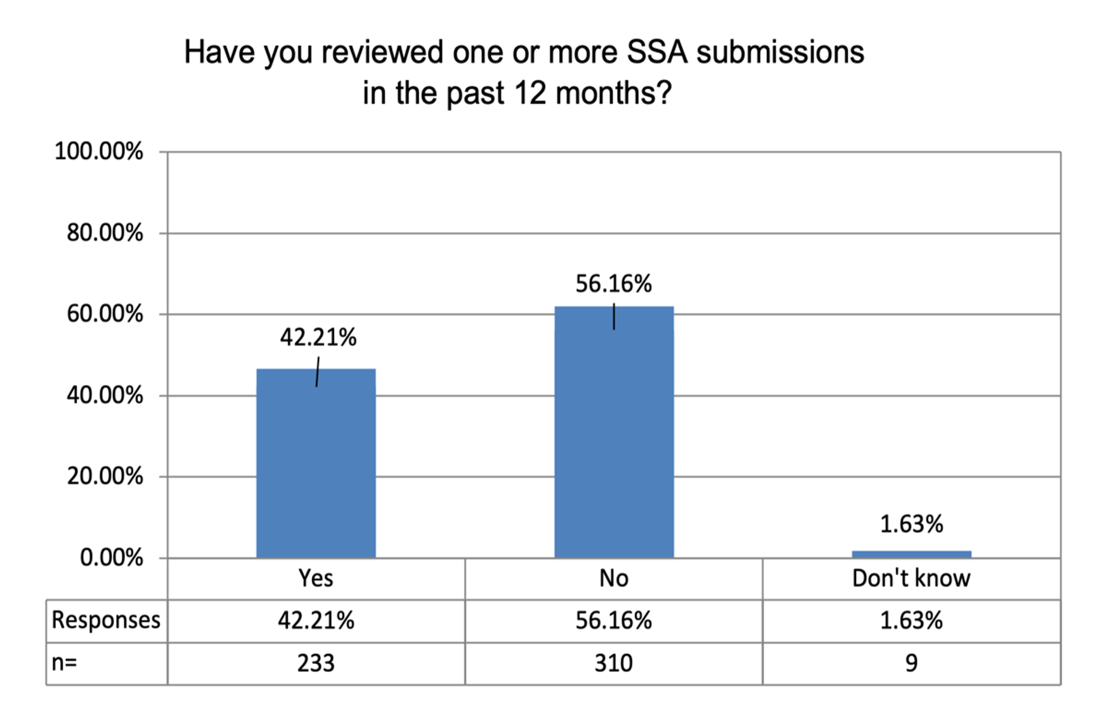 Have you reviewed one or more SSA submissions
in the past 12 months?
100.00%
80.00%
60.00%
40.00%
20.00%
0.00%
42.21%
56.16%
1.63%
Yes No Don't know
Responses 42.21% 56.16% 1.63%
n= 233 310 9